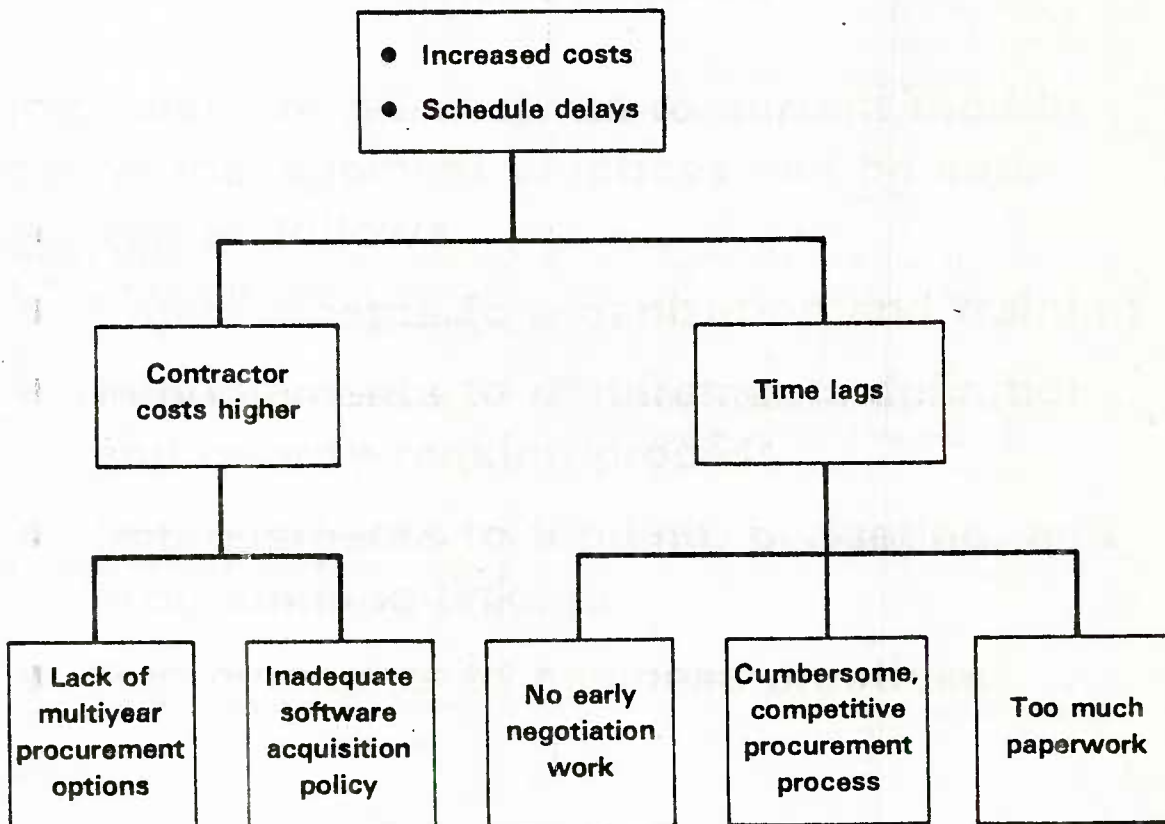 ● Increased costs
● Schedule delays
Contractor
costs higher
Time lags
Lack of
multiyear
procurement
options
Inadequate
software
acquisition
policy
No early
negotiation
work
Cumbersome,
competitive
procurement
process
Too much
paperwork